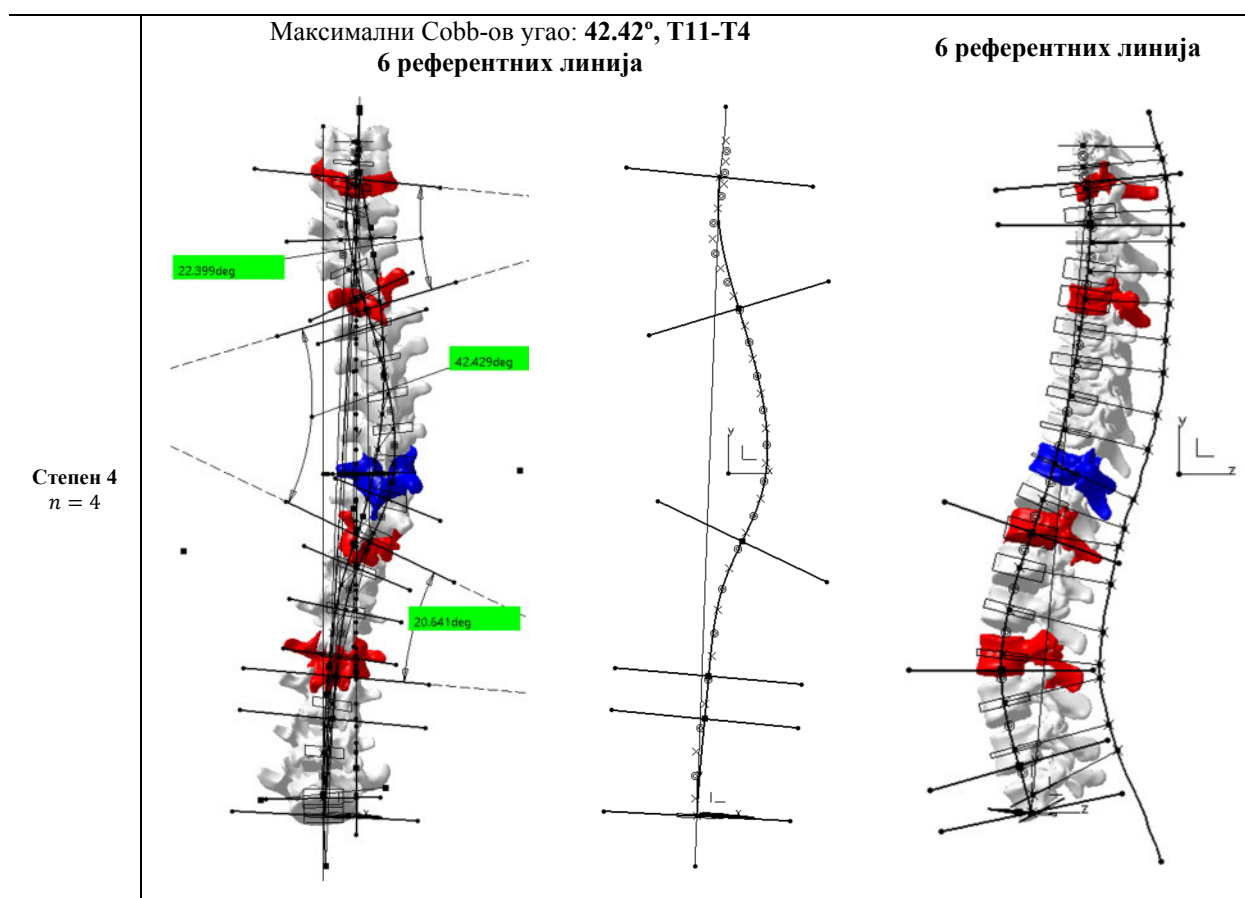 Максимални Cobb-ов угао: 42.42º, T11-T4
6 референтних линија
6 референтних линија
22.399deg
42.429deg
20.641deg
Степен 4
n = 4
y
x
y
z
x
z